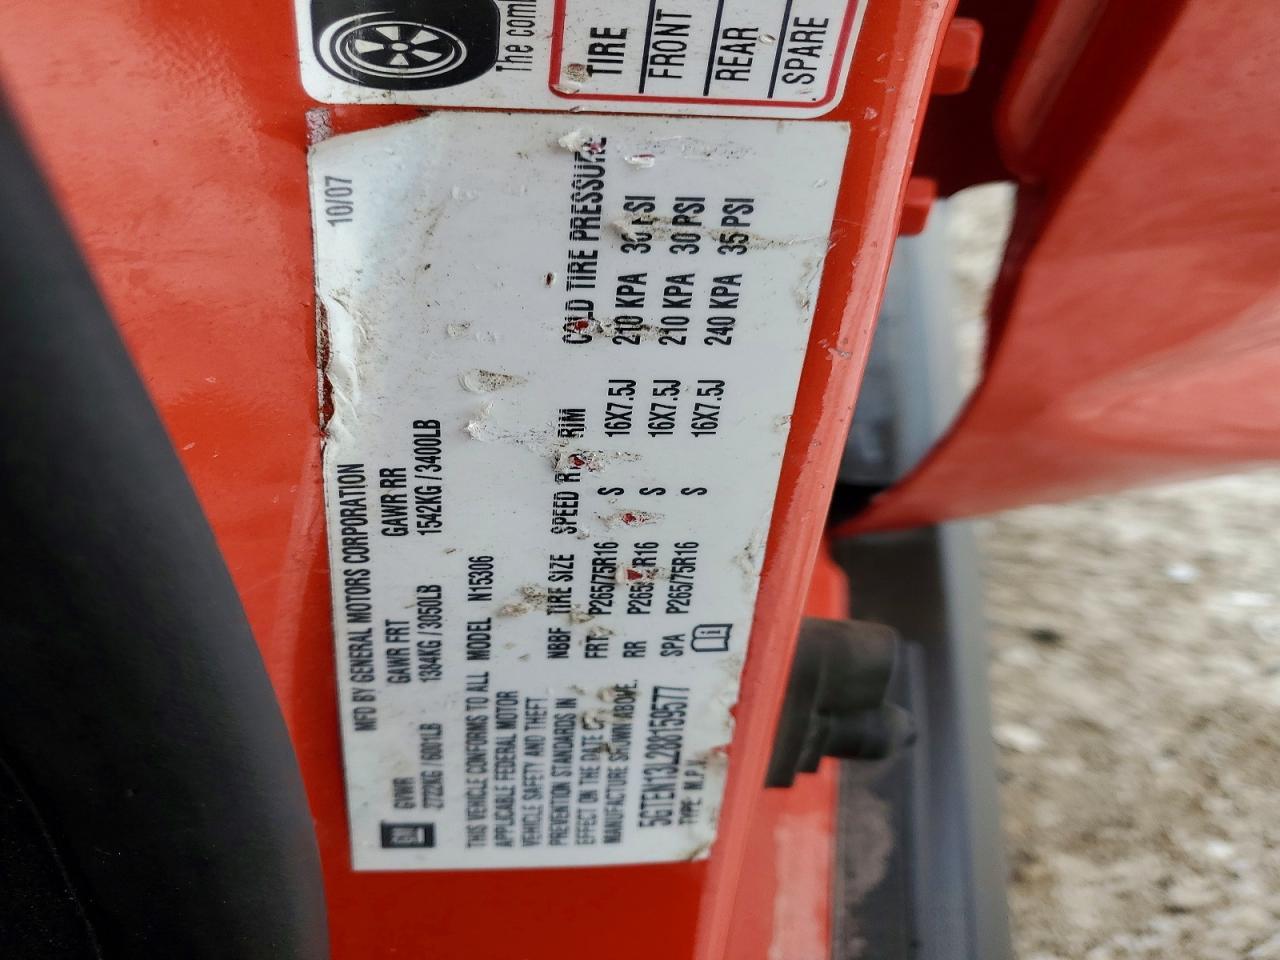 The
TIRE
FRONT
REAR
SPARE
10/07
MFD BY GENERAL MOTORS CORPORATION
GM
GVWR GAWR FRT GAWR RR
2722KG / 6001LB 1384KG / 3050LB 1542KG / 3400LB
THIS VEHICLE CONFORMS TO ALL
APPLICABLE FEDERAL MOTOR
VEHICLE SAFETY AND THEFT
PREVENTION STANDARDS IN
EFFECT ON THE DATE OF
MANUFACTURE SHOWN ABOVE.
5GTEN13L288159577
TYPE M.P.V.
MODEL N15306
NBBF TIRE SIZE SPEED RTG RIM COLD TIRE PRESSURE
FRT P265/75R16 S 16X7.5J 210 KPA 30 PSI
RR P265/75R16 S 16X7.5J 210 KPA 30 PSI
SPA P265/75R16 S 16X7.5J 240 KPA 35 PSI